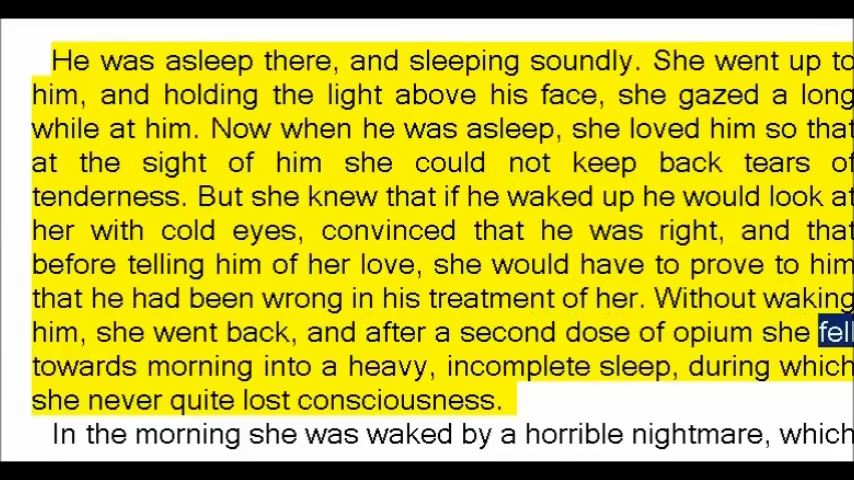 He was asleep there, and sleeping soundly. She went up to
him, and holding the light above his face, she gazed a long
while at him. Now when he was asleep, she loved him so that
at the sight of him she could not keep back tears of
tenderness. But she knew that if he waked up he would look at
her with cold eyes, convinced that he was right, and that
before telling him of her love, she would have to prove to him
that he had been wrong in his treatment of her. Without waking
him, she went back, and after a second dose of opium she fell
towards morning into a heavy, incomplete sleep, during which
she never quite lost consciousness.
In the morning she was waked by a horrible nightmare, which